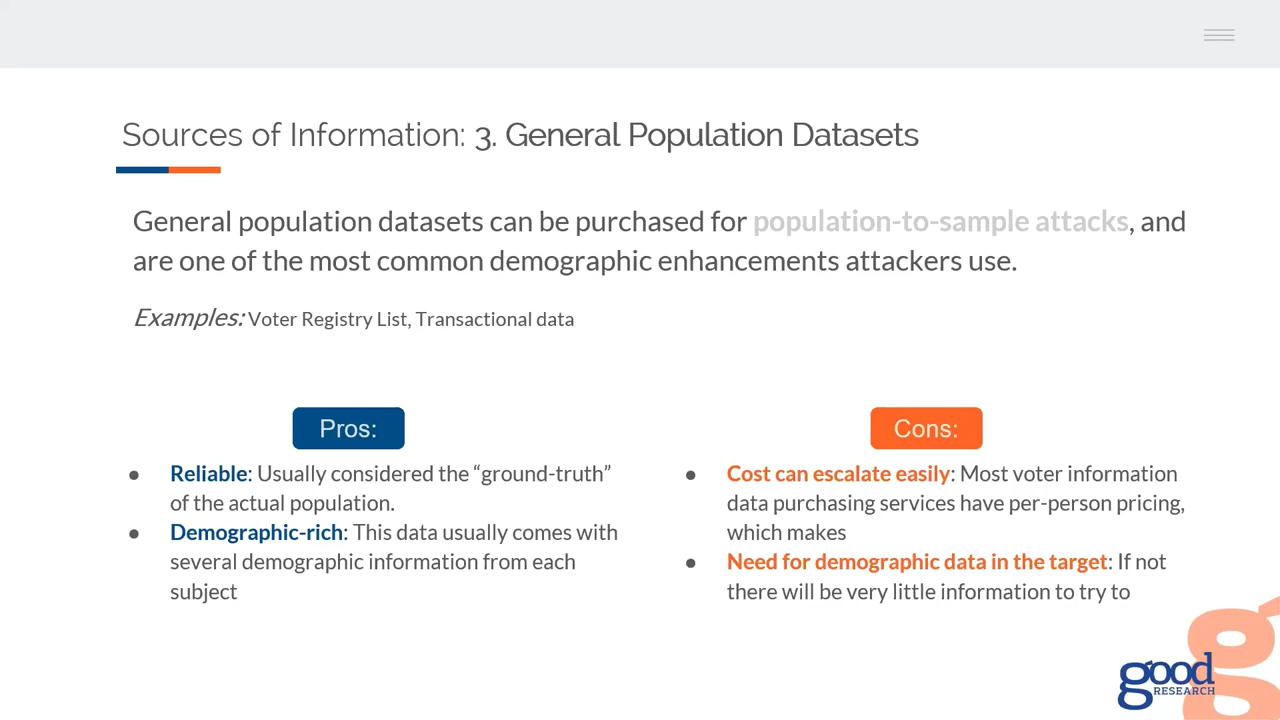 Sources of Information: 3. General Population Datasets
General population datasets can be purchased for population-to-sample attacks, and
are one of the most common demographic enhancements attackers use.
Examples: Voter Registry List, Transactional data
Pros:
● Reliable: Usually considered the “ground-truth”
of the actual population.
● Demographic-rich: This data usually comes with
several demographic information from each
subject
Cons:
● Cost can escalate easily: Most voter information
data purchasing services have per-person pricing,
which makes
● Need for demographic data in the target: If not
there will be very little information to try to
good
RESEARCH
g